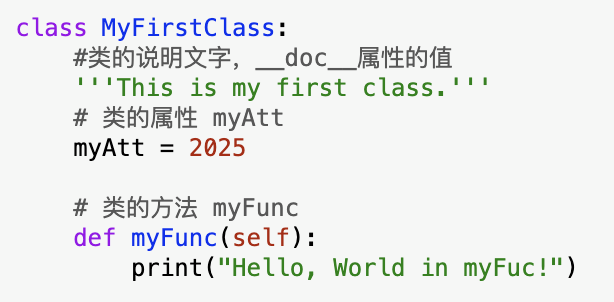 class MyFirstClass:
#类的说明文字，__doc__属性的值
'''This is my first class.'''
# 类的属性 myAtt
myAtt = 2025
# 类的方法 myFunc
def myFunc(self):
print("Hello, World in myFuc!")